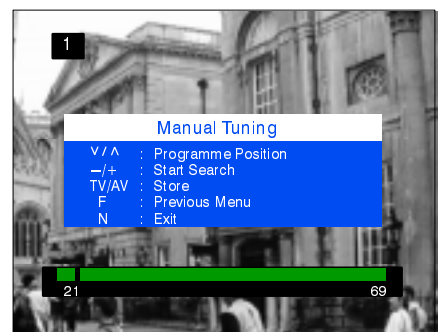 1
Manual Tuning
V / Λ : Programme Position
–/+ : Start Search
TV/AV : Store
F : Previous Menu
N : Exit
21 69